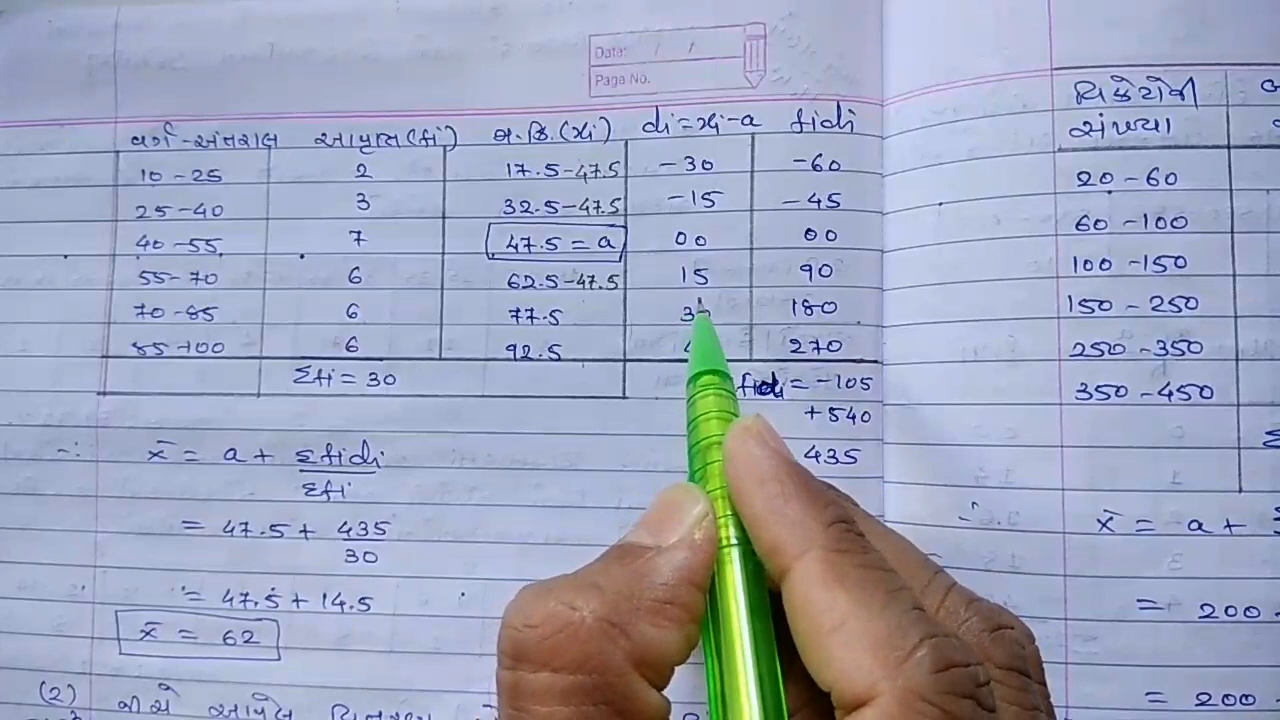 Date: / /
Page No.
વર્ગ-અંતરાલ આવૃત્તિ(fi) મ.કિ.(xi) di=xi-a fidi
10-25 2 17.5-47.5 -30 -60
25-40 3 32.5-47.5 -15 -45
40-55 7 47.5=a 00 00
55-70 6 62.5-47.5 15 90
70-85 6 77.5 180
85-100 6 92.5 270
Σfi=30 fidi=-105
+540
435
∴ x̄ = a + Σfidi
Σfi
= 47.5 + 435
30
∴ = 47.5 + 14.5
x̄ = 62
(2) નીચે આપેલ
વિકેટોની
સંખ્યા
20-60
60-100
100-150
150-250
250-350
350-450
∴ x̄ = a +
= 200
= 200